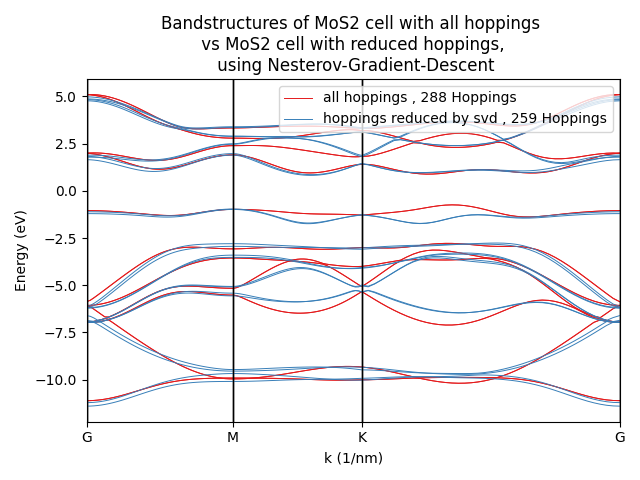 Bandstructures of MoS2 cell with all hoppings
vs MoS2 cell with reduced hoppings,
using Nesterov-Gradient-Descent
all hoppings , 288 Hoppings
hoppings reduced by svd , 259 Hoppings
Energy (eV)
5.0
2.5
0.0
−2.5
−5.0
−7.5
−10.0
G M K G
k (1/nm)